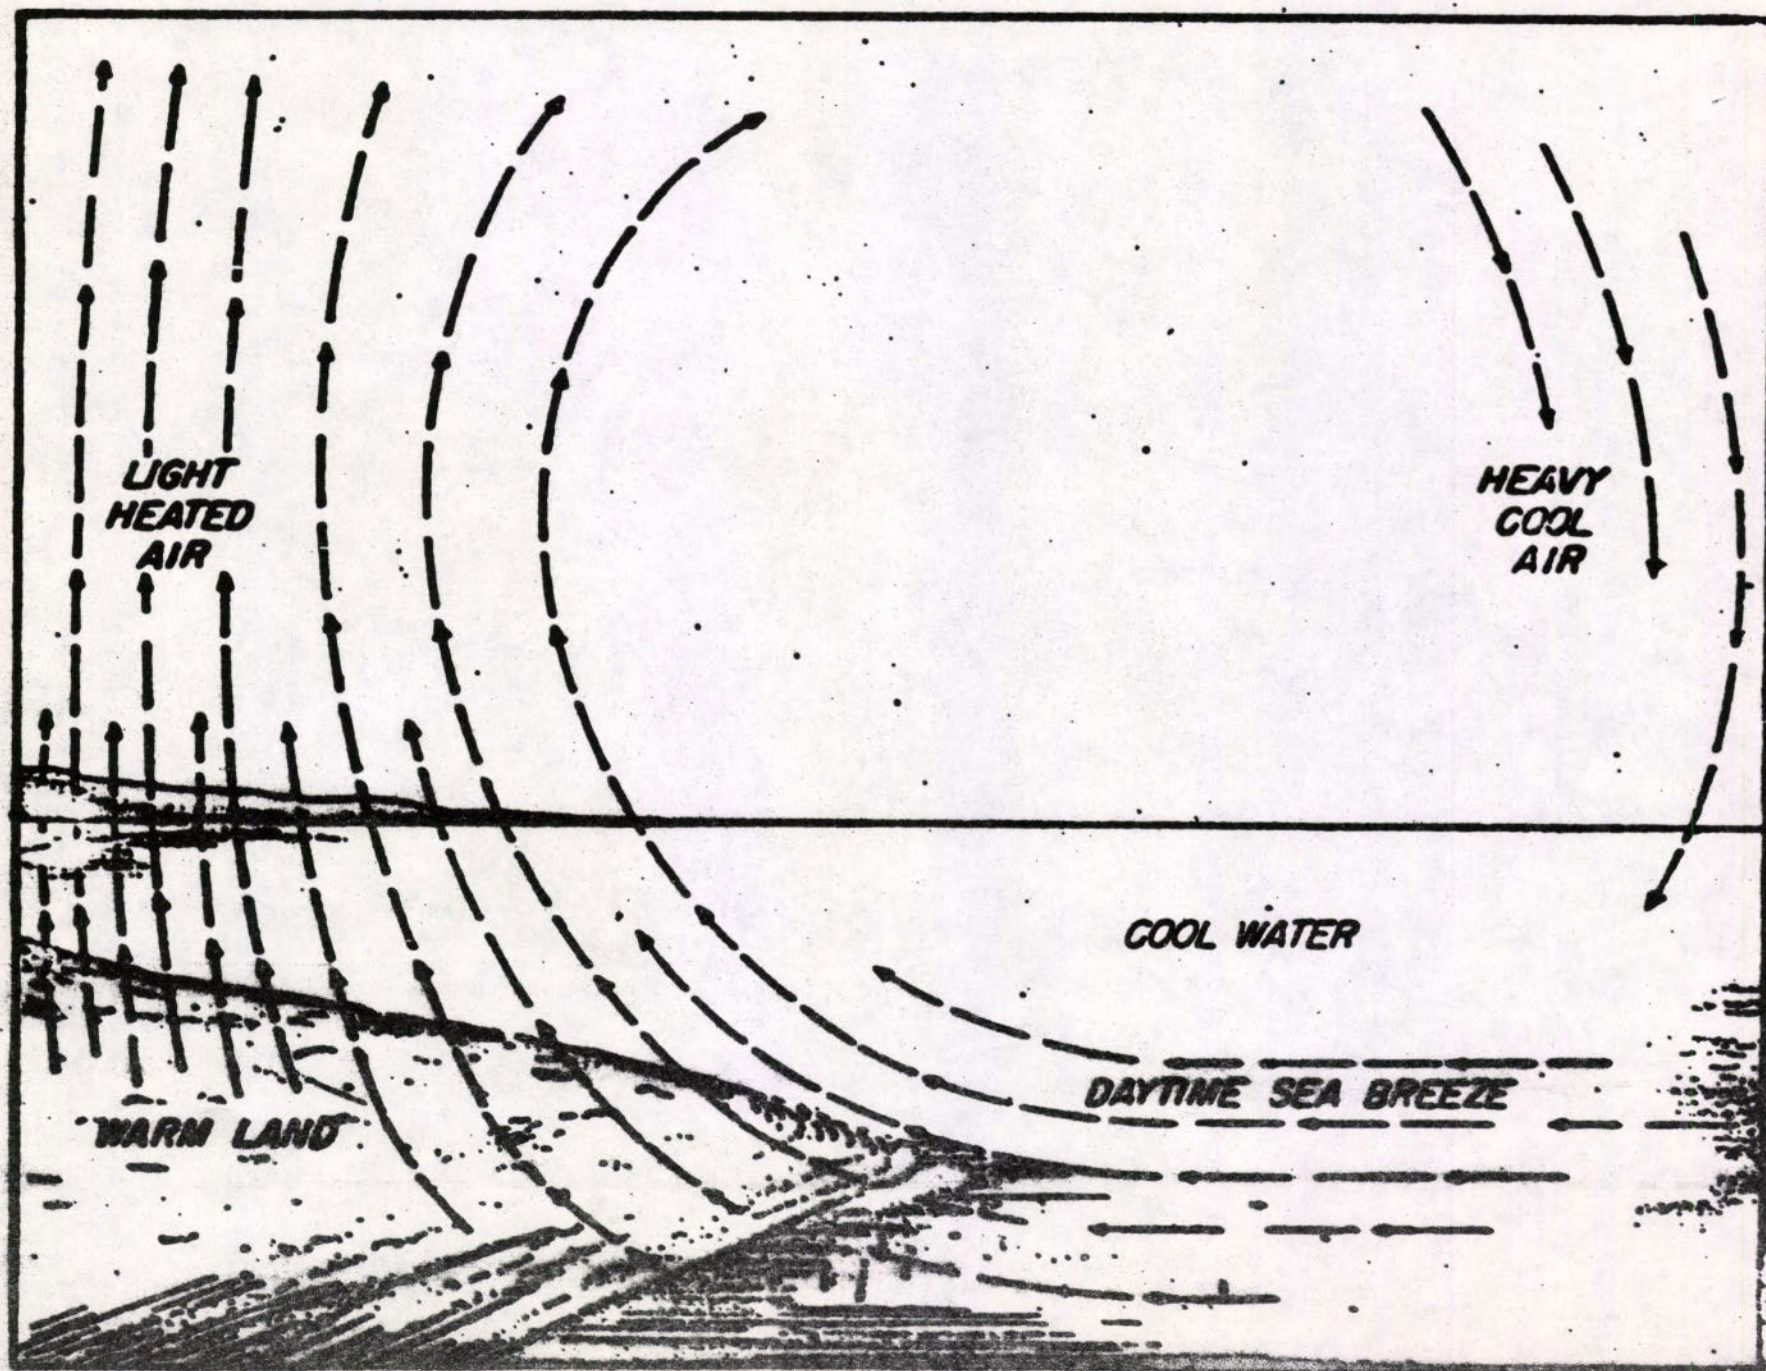 LIGHT
HEATED
AIR
HEAVY
COOL
AIR
COOL WATER
DAYTIME SEA BREEZE
WARM LAND